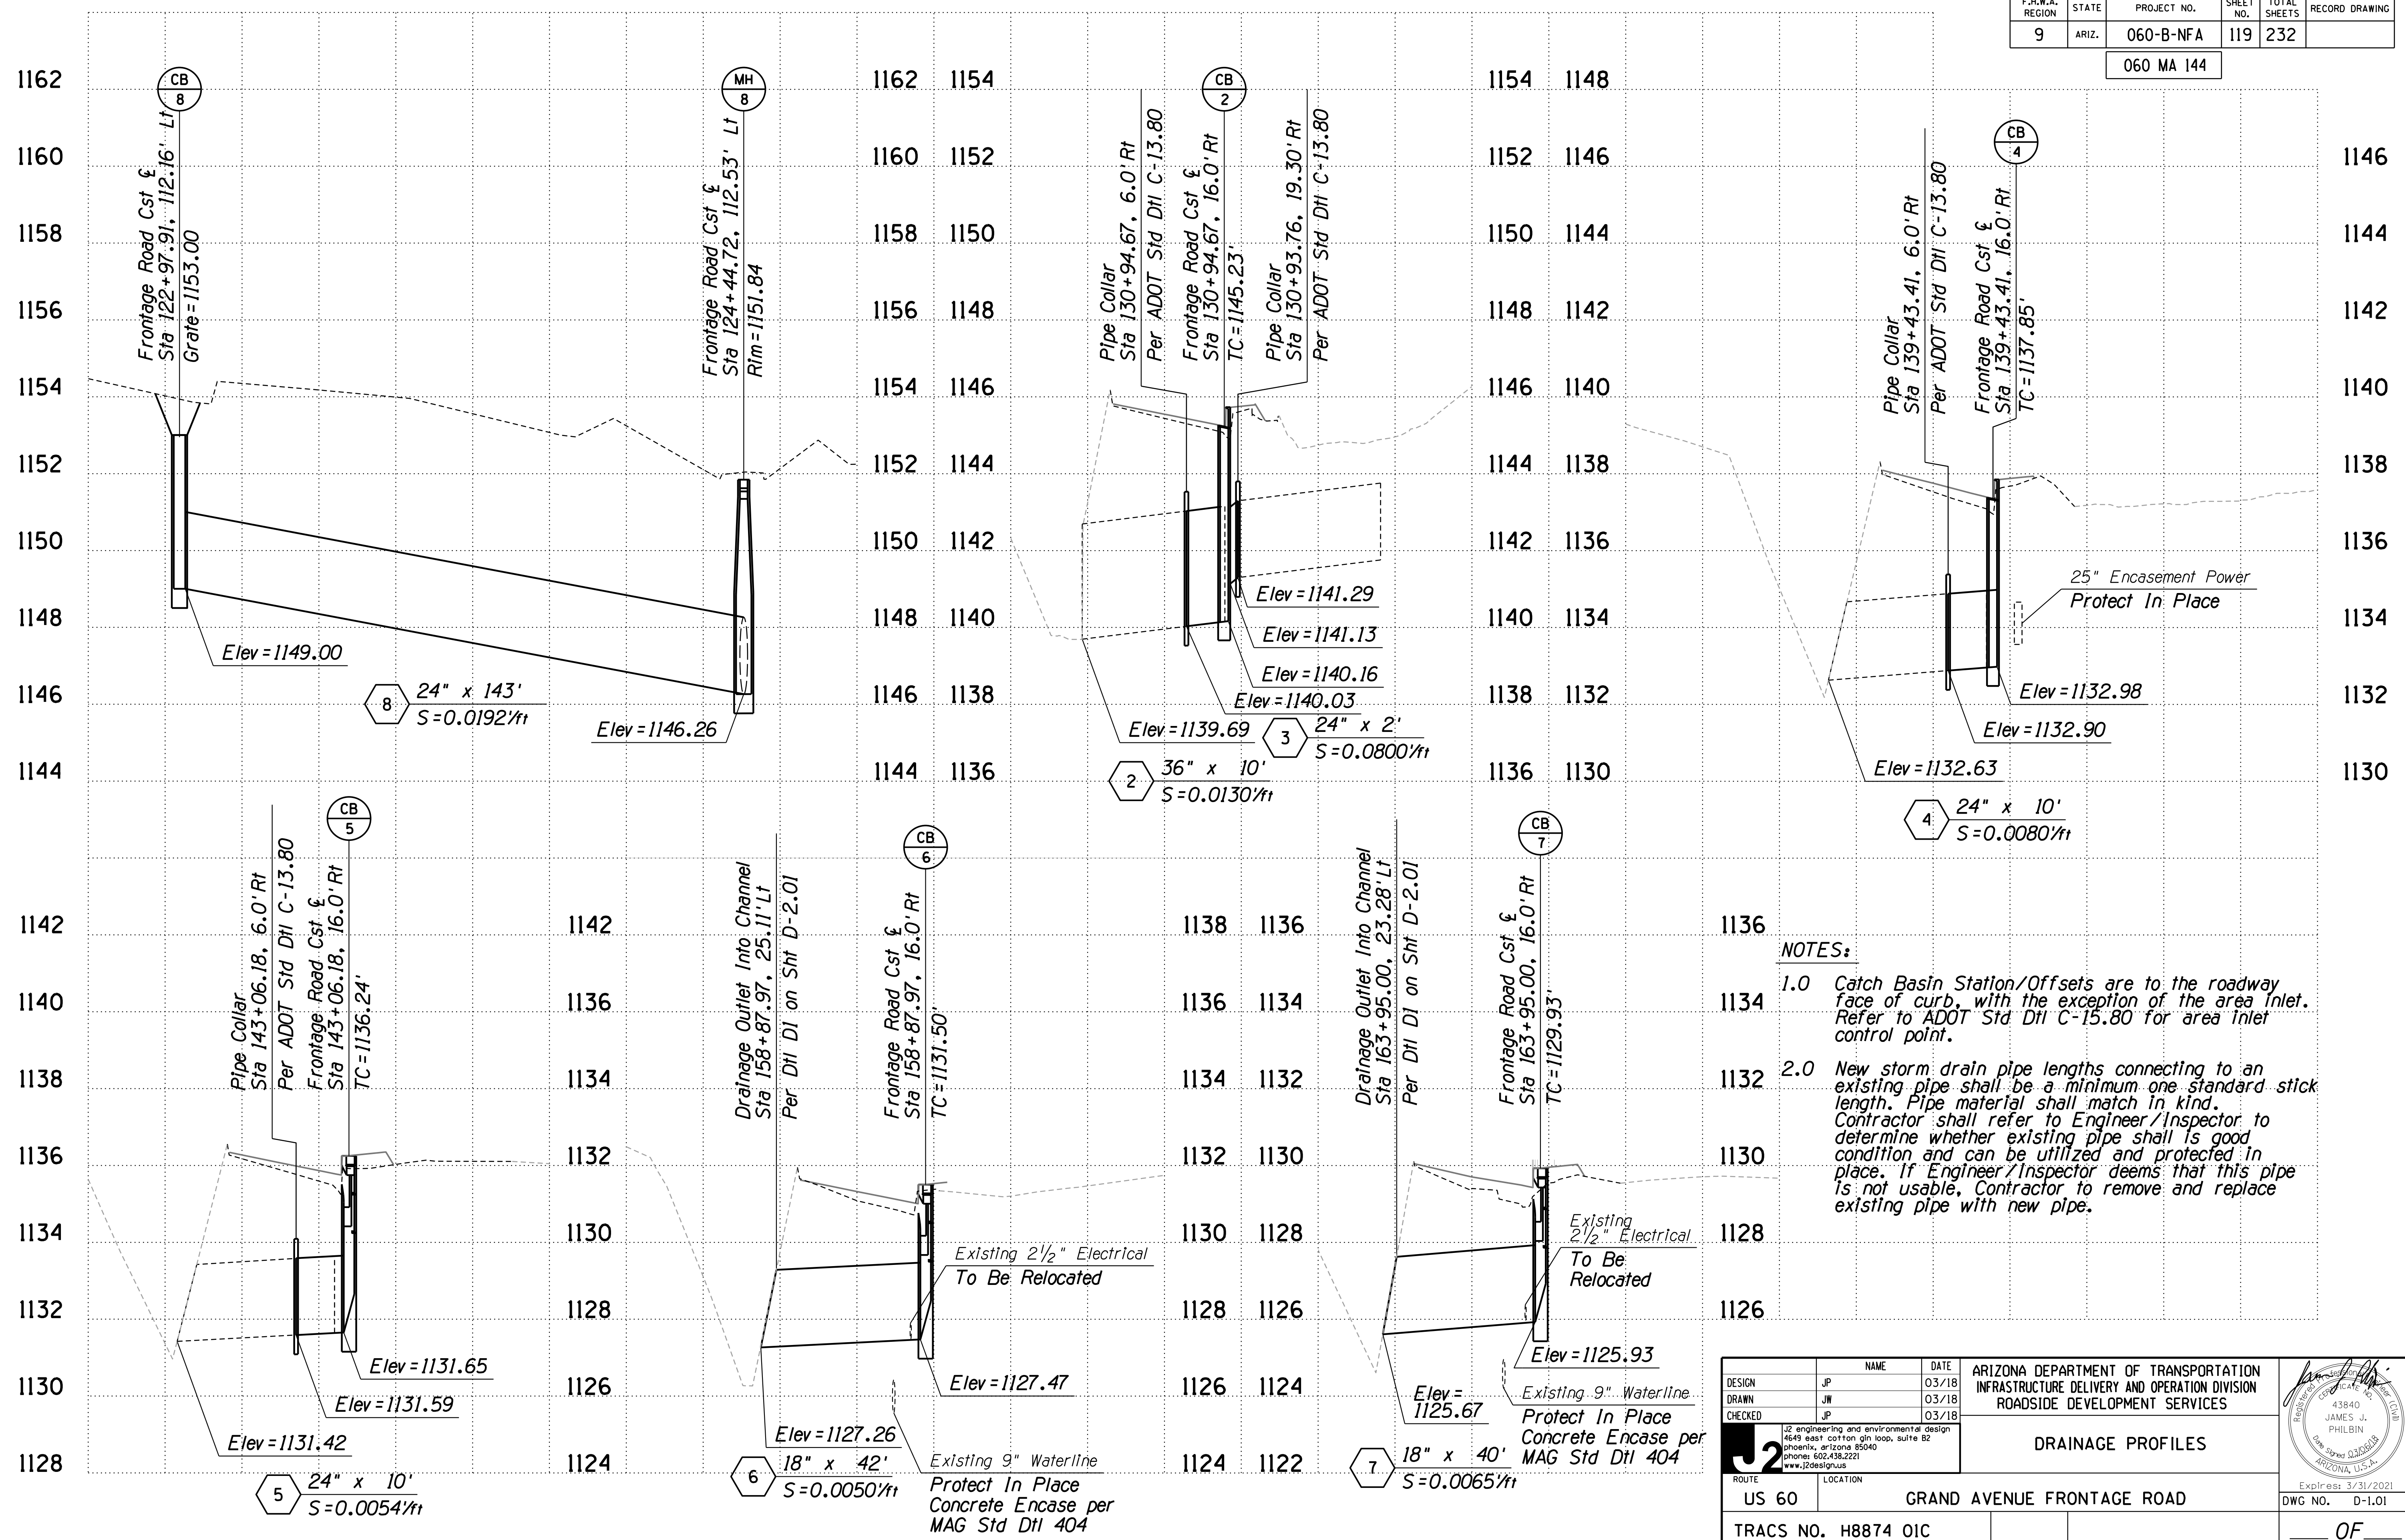 F.H.W.A. REGION STATE PROJECT NO. SHEET NO. TOTAL SHEETS RECORD DRAWING
9 ARIZ. 060-B-NFA 119 232
060 MA 144
1162
1160
1158
1156
1154
1152
1150
1148
1146
1144
CB
8
Frontage Road Cst ℄
Sta 122+97.91, 112.16' Lt
Grate=1153.00
MH
8
Frontage Road Cst ℄
Sta 124+44.72, 112.53' Lt
Rim=1151.84
Elev=1149.00
8 24" x 143'
S=0.0192'/ft
Elev=1146.26
1162 1154
1160 1152
1158 1150
1156 1148
1154 1146
1152 1144
1150 1142
1148 1140
1146 1138
1144 1136
Pipe Collar
Sta 130+94.67, 6.0' Rt
Per ADOT Std Dtl C-13.80
CB
2
Frontage Road Cst ℄
Sta 130+94.67, 16.0' Rt
TC=1145.23'
Pipe Collar
Sta 130+93.76, 19.30' Rt
Per ADOT Std Dtl C-13.80
Elev=1141.29
Elev=1141.13
Elev=1140.16
Elev=1140.03
Elev=1139.69
3 24" x 2'
S=0.0800'/ft
2 36" x 10'
S=0.0130'/ft
1154 1148
1152 1146
1150 1144
1148 1142
1146 1140
1144 1138
1142 1136
1140 1134
1138 1132
1136 1130
Pipe Collar
Sta 139+43.41, 6.0' Rt
Per ADOT Std Dtl C-13.80
CB
4
Frontage Road Cst ℄
Sta 139+43.41, 16.0' Rt
TC=1137.85'
25" Encasement Power
Protect In Place
Elev=1132.98
Elev=1132.90
Elev=1132.63
4 24" x 10'
S=0.0080'/ft
1146
1144
1142
1140
1138
1136
1134
1132
1130
1142
1140
1138
1136
1134
1132
1130
1128
Pipe Collar
Sta 143+06.18, 6.0' Rt
Per ADOT Std Dtl C-13.80
CB
5
Frontage Road Cst ℄
Sta 143+06.18, 16.0' Rt
TC=1136.24'
Elev=1131.65
Elev=1131.59
Elev=1131.42
5 24" x 10'
S=0.0054'/ft
1142
1136
1134
1132
1130
1128
1126
1124
Drainage Outlet Into Channel
Sta 158+87.97, 25.11' Lt
Per Dtl D1 on Sht D-2.01
CB
6
Frontage Road Cst ℄
Sta 158+87.97, 16.0' Rt
TC=1131.50'
Existing 2½" Electrical
To Be Relocated
Elev=1127.47
Elev=1127.26
6 18" x 42'
S=0.0050'/ft
Existing 9" Waterline
Protect In Place
Concrete Encase per
MAG Std Dtl 404
1138 1136
1136 1134
1134 1132
1132 1130
1130 1128
1128 1126
1126 1124
1124 1122
Drainage Outlet Into Channel
Sta 163+95.00, 23.28' Lt
Per Dtl D1 on Sht D-2.01
CB
7
Frontage Road Cst ℄
Sta 163+95.00, 16.0' Rt
TC=1129.93'
Existing
2½" Electrical
To Be
Relocated
Elev=1125.93
Elev=
1125.67
Existing 9" Waterline
Protect In Place
Concrete Encase per
MAG Std Dtl 404
7 18" x 40'
S=0.0065'/ft
1136
1134
1132
1130
1128
1126
NOTES:
1.0 Catch Basin Station/Offsets are to the roadway
face of curb, with the exception of the area inlet.
Refer to ADOT Std Dtl C-15.80 for area inlet
control point.
2.0 New storm drain pipe lengths connecting to an
existing pipe shall be a minimum one standard stick
length. Pipe material shall match in kind.
Contractor shall refer to Engineer/Inspector to
determine whether existing pipe shall is good
condition and can be utilized and protected in
place. If Engineer/Inspector deems that this pipe
is not usable, Contractor to remove and replace
existing pipe with new pipe.
NAME DATE
DESIGN JP 03/18
DRAWN JW 03/18
CHECKED JP 03/18
J2
J2 engineering and environmental design
4649 east cotton gin loop, suite B2
phoenix, arizona 85040
phone: 602.438.2221
www.j2design.us
ARIZONA DEPARTMENT OF TRANSPORTATION
INFRASTRUCTURE DELIVERY AND OPERATION DIVISION
ROADSIDE DEVELOPMENT SERVICES
DRAINAGE PROFILES
ROUTE
US 60
LOCATION
GRAND AVENUE FRONTAGE ROAD
TRACS NO. H8874 01C
Registered Professional Engineer (Civil)
CERTIFICATE NO.
43840
JAMES J.
PHILBIN
Date Signed 03/06/18
ARIZONA, U.S.A.
Expires: 3/31/2021
DWG NO. D-1.01
OF